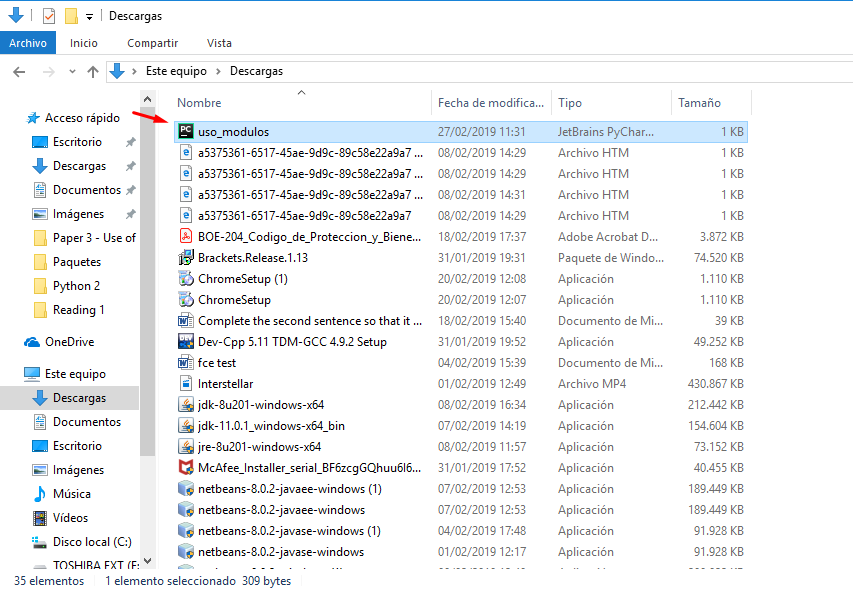 Descargas
Archivo Inicio Compartir Vista
Este equipo Descargas
Acceso rápido
Escritorio
Descargas
Documentos
Imágenes
Paper 3 - Use of
Paquetes
Python 2
Reading 1
OneDrive
Este equipo
Descargas
Documentos
Escritorio
Imágenes
Música
Vídeos
Disco local (C:)
TOSHIBA EXT (E:
Nombre Fecha de modifica... Tipo Tamaño
PC uso_modulos 27/02/2019 11:31 JetBrains PyChar... 1 KB
a5375361-6517-45ae-9d9c-89c58e22a9a7 ... 08/02/2019 14:29 Archivo HTM
a5375361-6517-45ae-9d9c-89c58e22a9a7 ... 08/02/2019 14:29 Archivo HTM
a5375361-6517-45ae-9d9c-89c58e22a9a7 ... 08/02/2019 14:31 Archivo HTM
a5375361-6517-45ae-9d9c-89c58e22a9a7 08/02/2019 14:29 Archivo HTM
BOE-204_Codigo_de_Proteccion_y_Biene... 18/02/2019 17:37 Adobe Acrobat D... 3.872 KB
Brackets.Release.1.13 31/01/2019 19:31 Paquete de Windo... 74.520 KB
ChromeSetup (1) 20/02/2019 12:08 Aplicación 1.110 KB
ChromeSetup 20/02/2019 12:07 Aplicación 1.110 KB
Complete the second sentence so that it ... 18/02/2019 15:40 Documento de Mi... 39 KB
Dev-Cpp 5.11 TDM-GCC 4.9.2 Setup 31/01/2019 19:52 Aplicación 49.252 KB
fce test 04/02/2019 15:39 Documento de Mi... 168 KB
Interstellar 01/02/2019 12:49 Archivo MP4 430.867 KB
jdk-8u201-windows-x64 08/02/2019 16:34 Aplicación 212.442 KB
jdk-11.0.1_windows-x64_bin 07/02/2019 14:19 Aplicación 154.604 KB
jre-8u201-windows-x64 08/02/2019 11:57 Aplicación 73.152 KB
McAfee_Installer_serial_BF6zcgGQhuu6l6... 31/01/2019 17:52 Aplicación 40.455 KB
netbeans-8.0.2-javaee-windows (1) 07/02/2019 12:53 Aplicación 189.449 KB
netbeans-8.0.2-javaee-windows 07/02/2019 12:53 Aplicación 189.449 KB
netbeans-8.0.2-javase-windows (1) 04/02/2019 17:48 Aplicación 91.928 KB
netbeans-8.0.2-javase-windows 01/02/2019 12:17 Aplicación 91.928 KB
35 elementos 1 elemento seleccionado 309 bytes